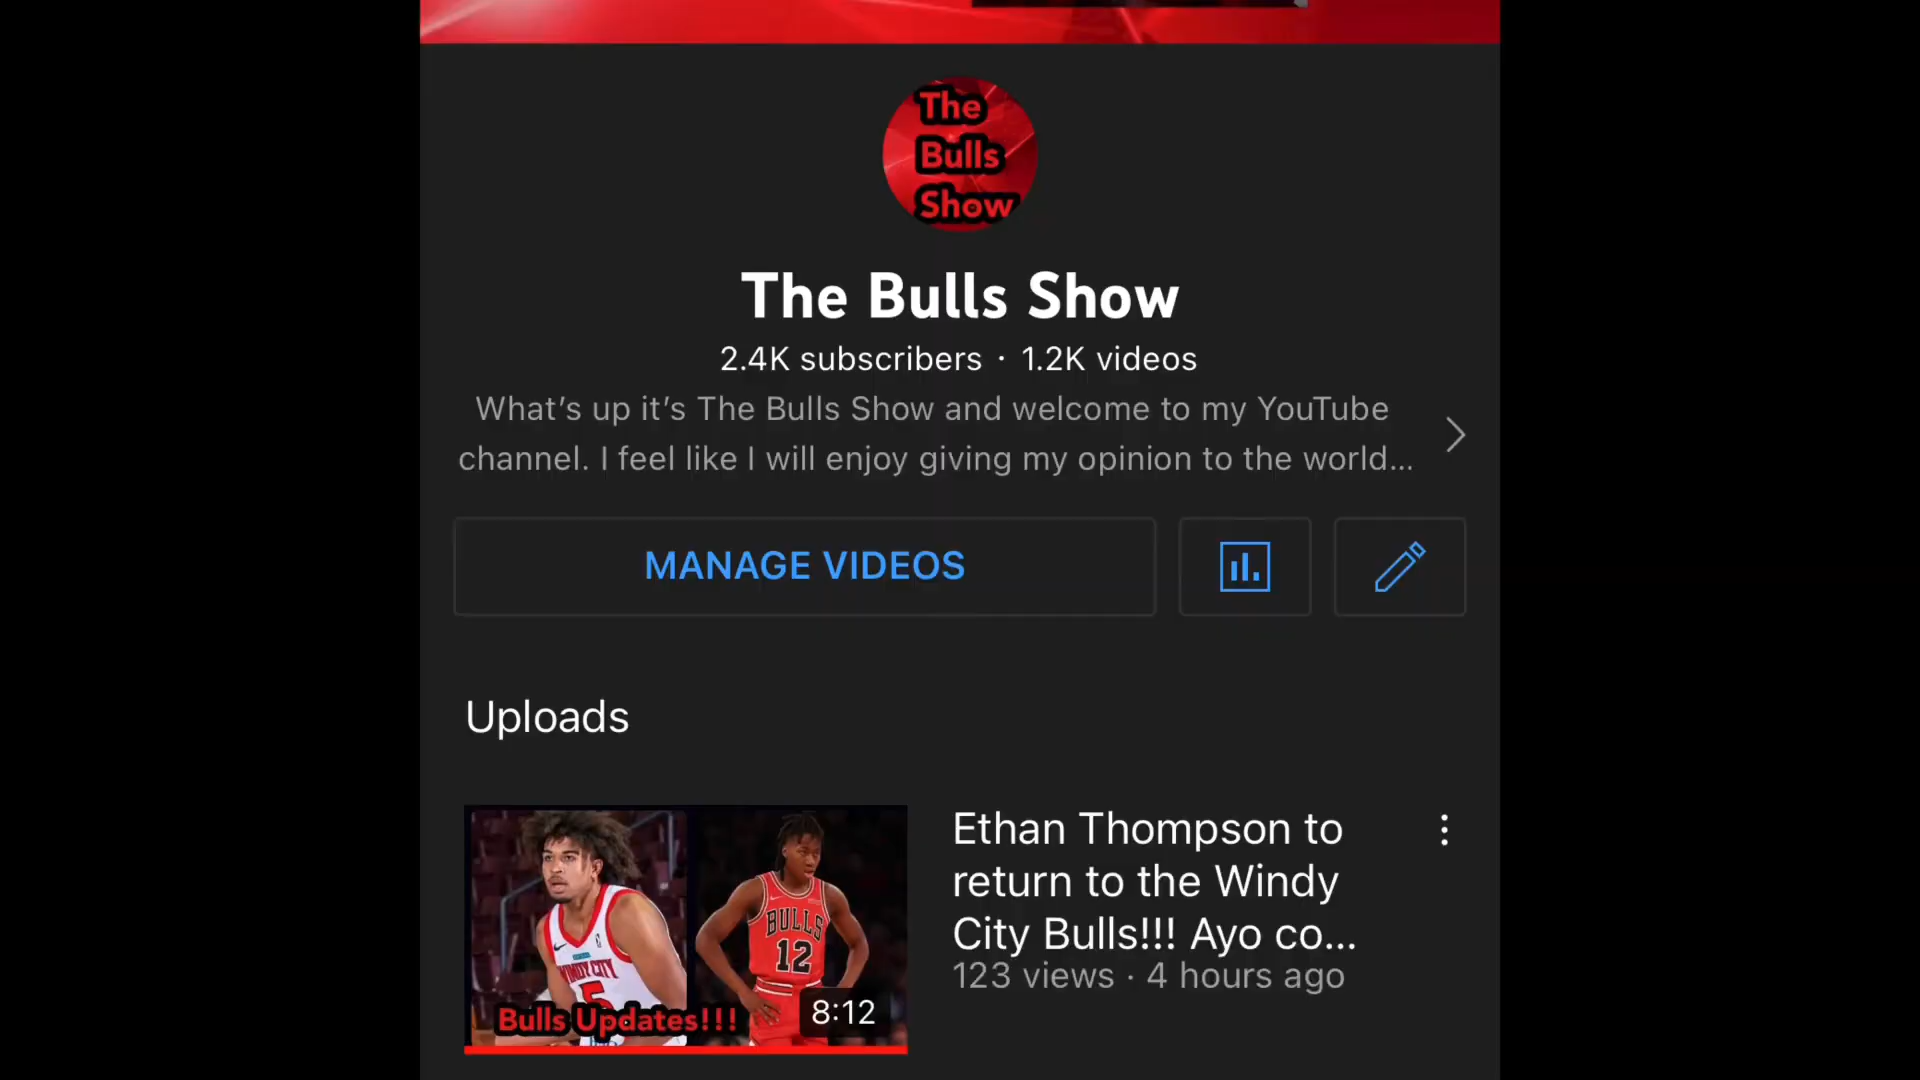 The
Bulls
Show
The Bulls Show
2.4K subscribers · 1.2K videos
What's up it's The Bulls Show and welcome to my YouTube
channel. I feel like I will enjoy giving my opinion to the world...
MANAGE VIDEOS
Uploads
Ethan Thompson to
return to the Windy
City Bulls!!! Ayo co...
123 views · 4 hours ago
WINDY CITY
5
BULLS
12
Bulls Updates!!!
8:12